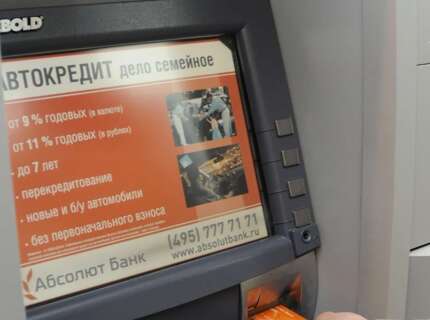 BOLD
АВТОКРЕДИТ дело семейное
от 9 % годовых (в валюте)
от 11 % годовых (в рублях)
до 7 лет
- перекредитование
- новые и б/у автомобили
- без первоначального взноса
(495) 777 71 71
www.absolutbank.ru
Абсолют Банк